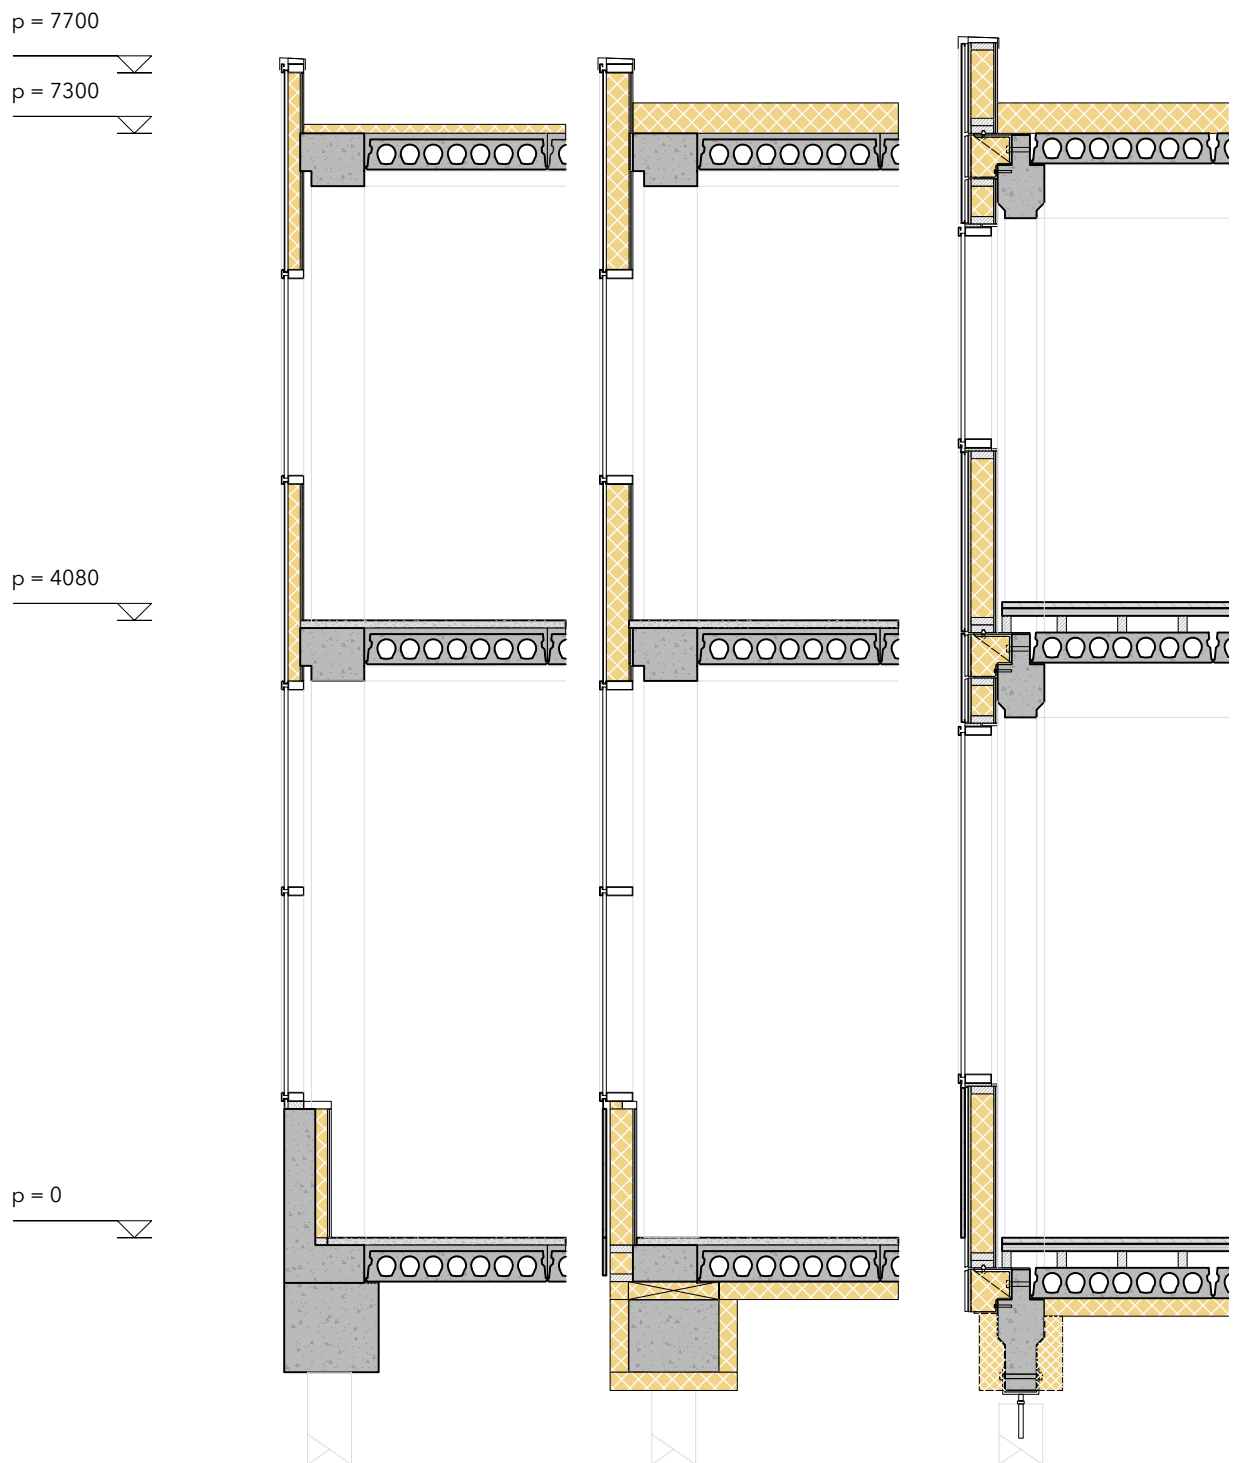 p = 7700
p = 7300
p = 4080
p = 0